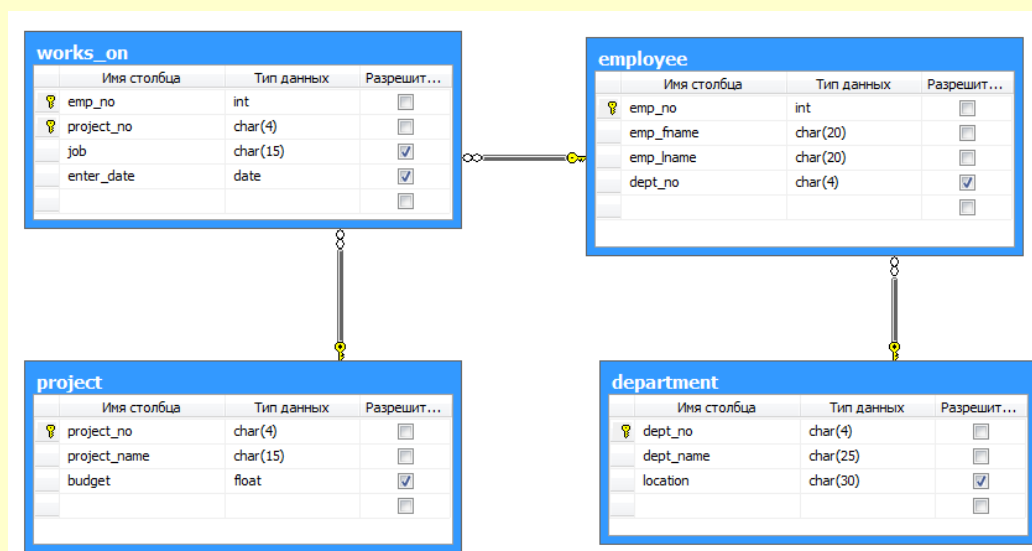 works_on
Имя столбца Тип данных Разрешит...
emp_no int
project_no char(4)
job char(15)
enter_date date
employee
Имя столбца Тип данных Разрешит...
emp_no int
emp_fname char(20)
emp_lname char(20)
dept_no char(4)
project
Имя столбца Тип данных Разрешит...
project_no char(4)
project_name char(15)
budget float
department
Имя столбца Тип данных Разрешит...
dept_no char(4)
dept_name char(25)
location char(30)